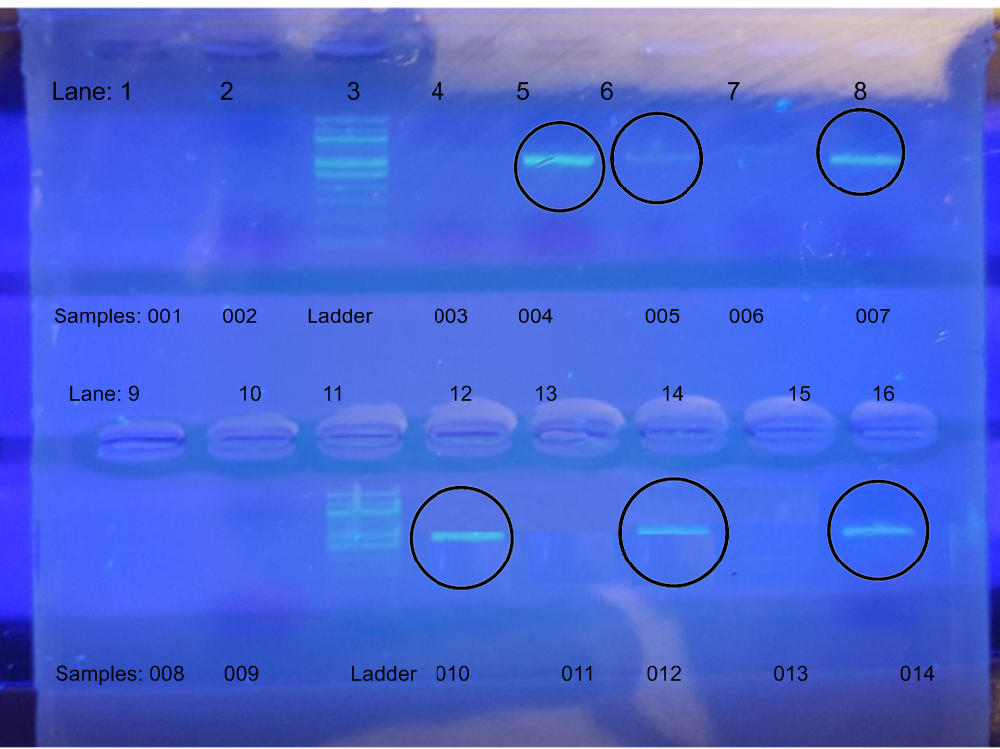 Lane: 1 2 3 4 5 6 7 8
Samples: 001 002 Ladder 003 004 005 006 007
Lane: 9 10 11 12 13 14 15 16
Samples: 008 009 Ladder 010 011 012 013 014